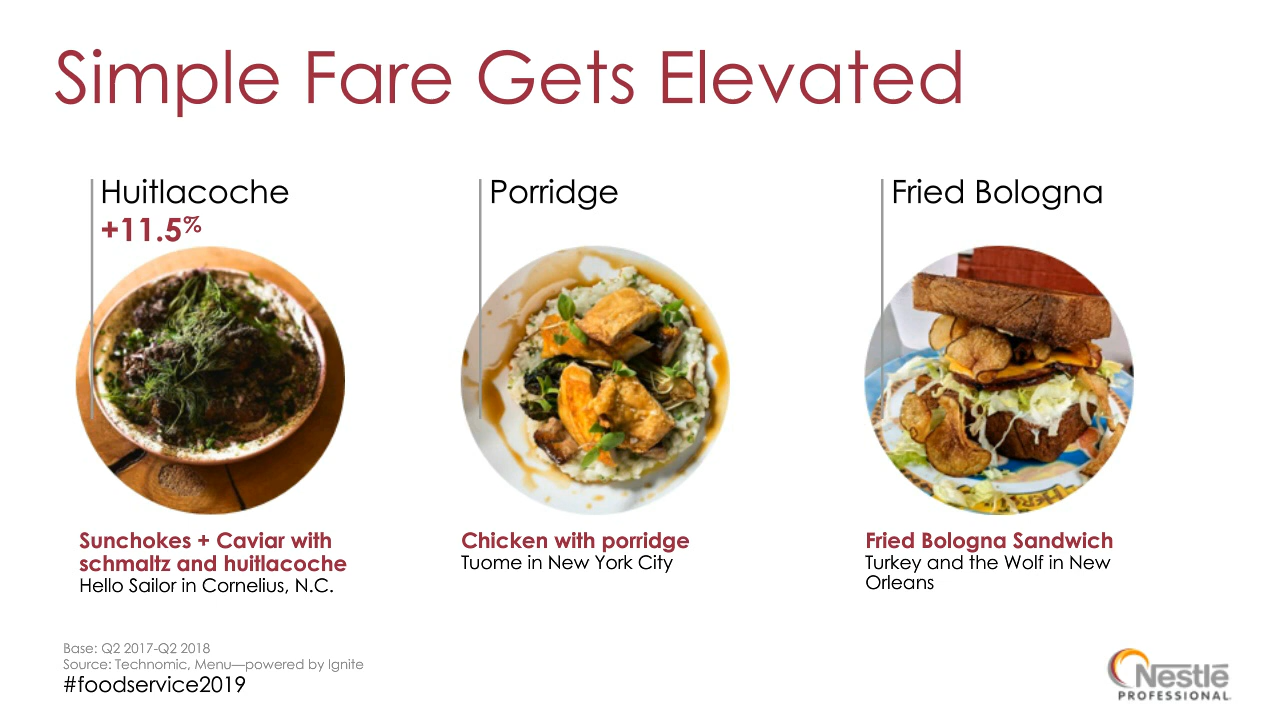 Simple Fare Gets Elevated
Huitlacoche
+11.5%
Porridge
Fried Bologna
Sunchokes + Caviar with
schmaltz and huitlacoche
Hello Sailor in Cornelius, N.C.
Chicken with porridge
Tuome in New York City
Fried Bologna Sandwich
Turkey and the Wolf in New
Orleans
Base: Q2 2017-Q2 2018
Source: Technomic, Menu—powered by Ignite
#foodservice2019
Nestlé
PROFESSIONAL